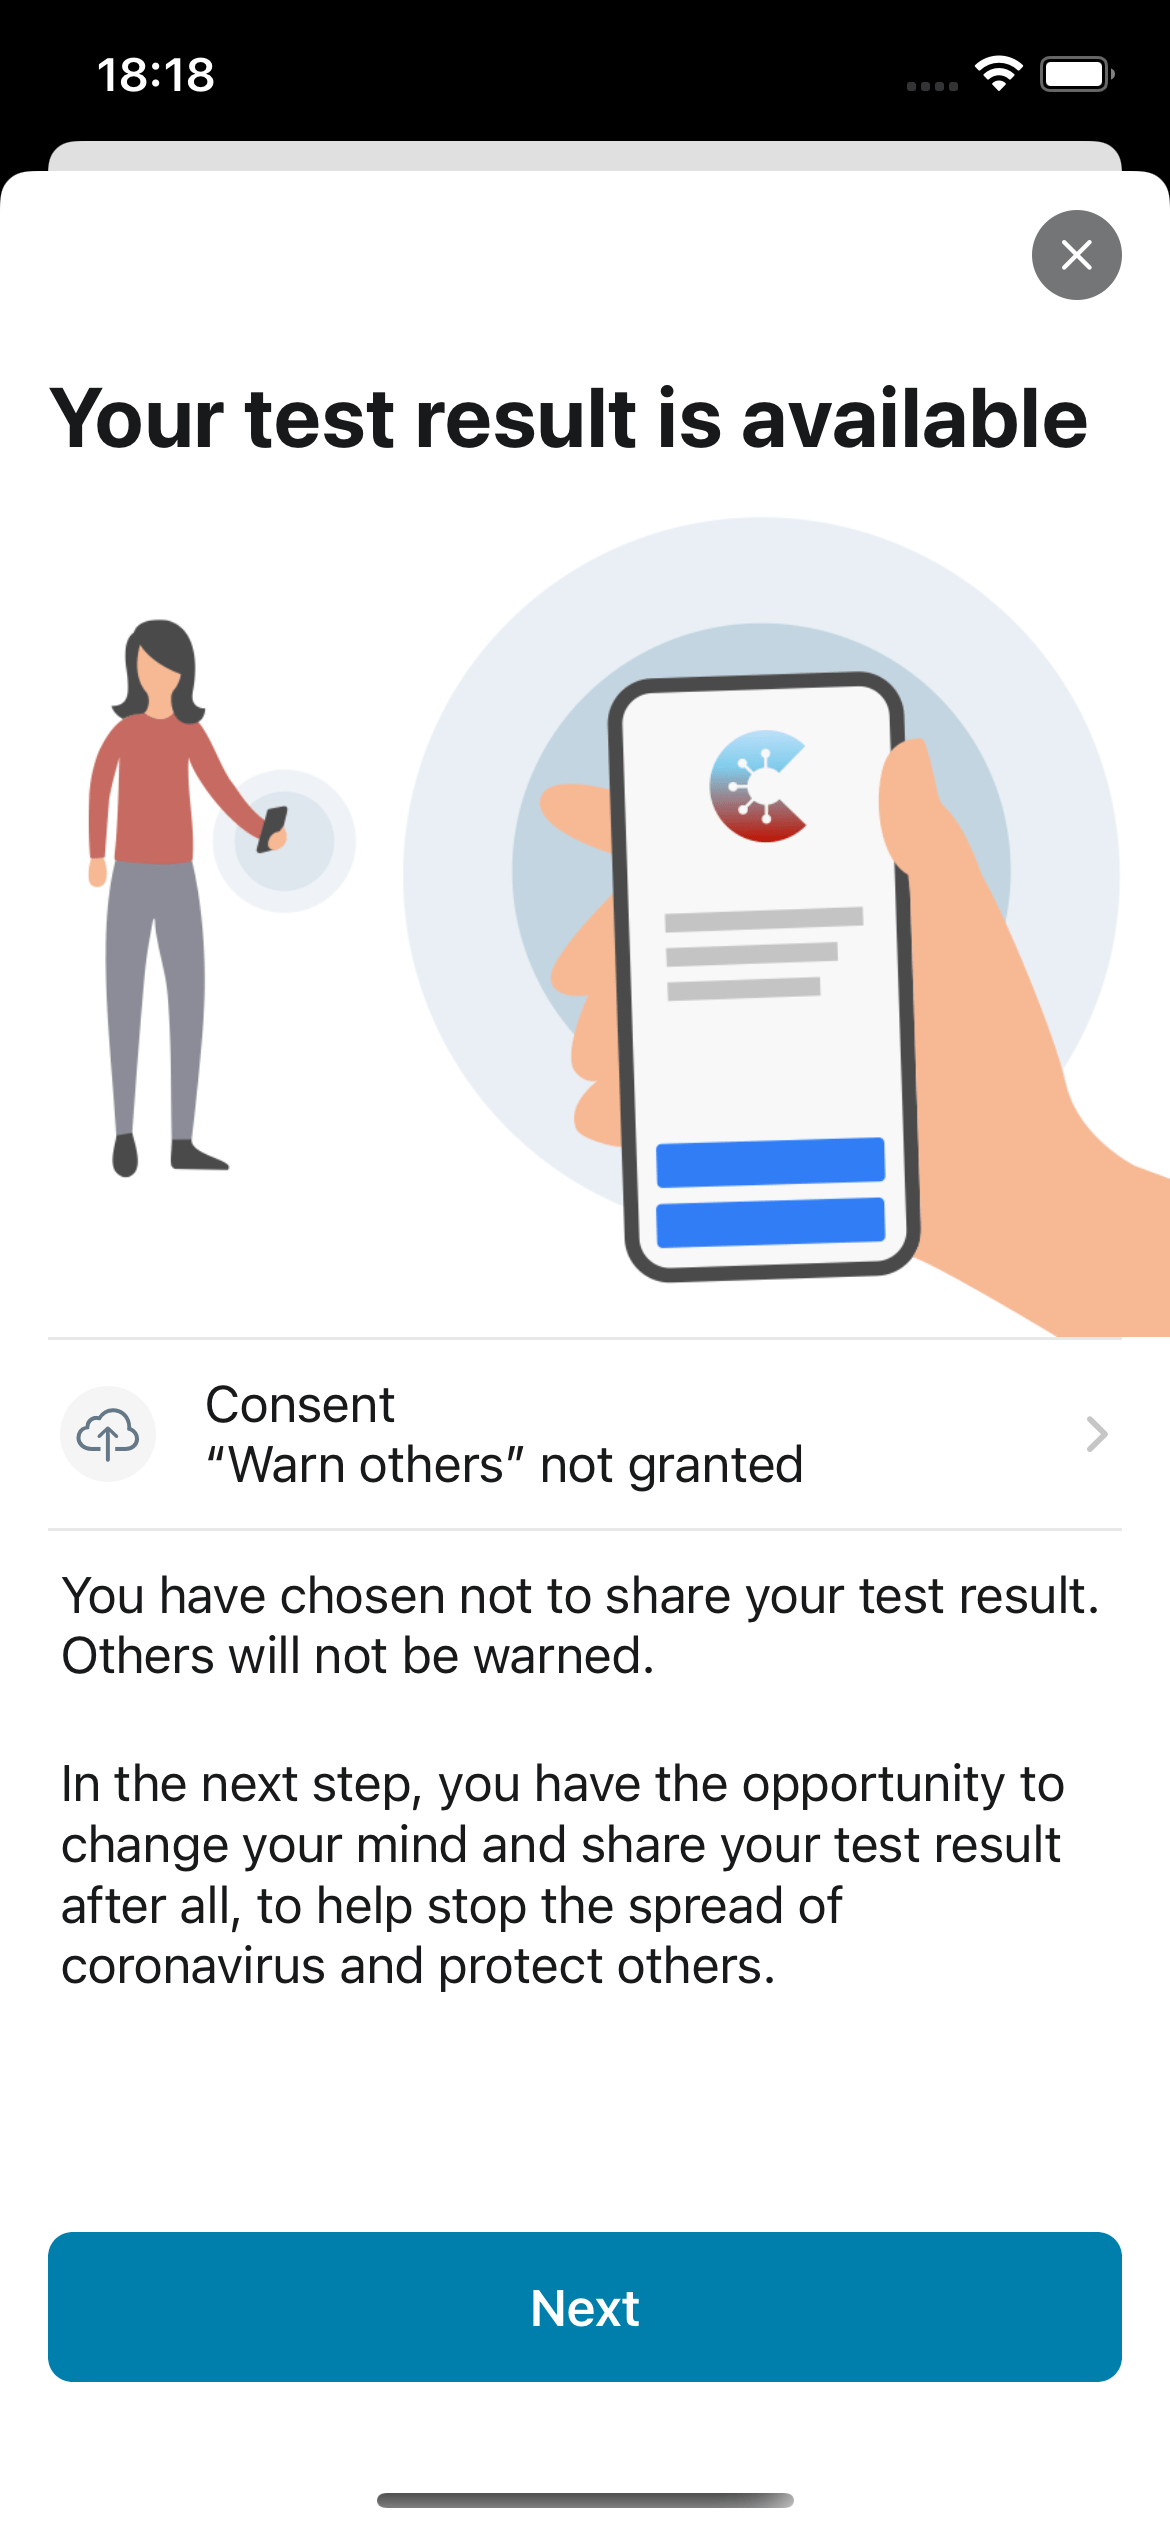 18:18
Your test result is available
Consent
“Warn others” not granted
You have chosen not to share your test result.
Others will not be warned.
In the next step, you have the opportunity to
change your mind and share your test result
after all, to help stop the spread of
coronavirus and protect others.
Next